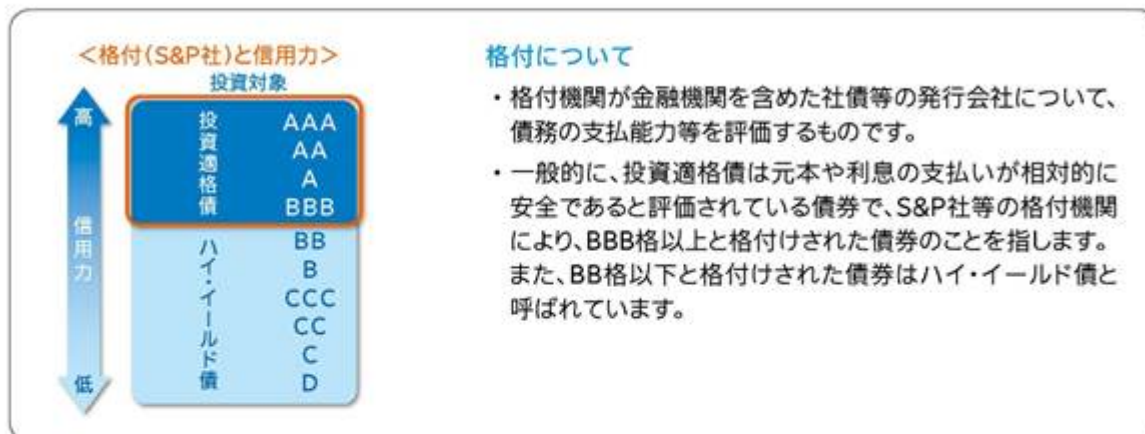 <格付(S&P社)と信用力>
投資対象
高
信用力
低
投資適格債
AAA
AA
A
BBB
ハイ・イールド債
BB
B
CCC
CC
C
D
格付について
・格付機関が金融機関を含めた社債等の発行会社について、
債務の支払能力等を評価するものです。
・一般的に、投資適格債は元本や利息の支払いが相対的に
安全であると評価されている債券で、S&P社等の格付機関
により、BBB格以上と格付けされた債券のことを指します。
また、BB格以下と格付けされた債券はハイ・イールド債と
呼ばれています。